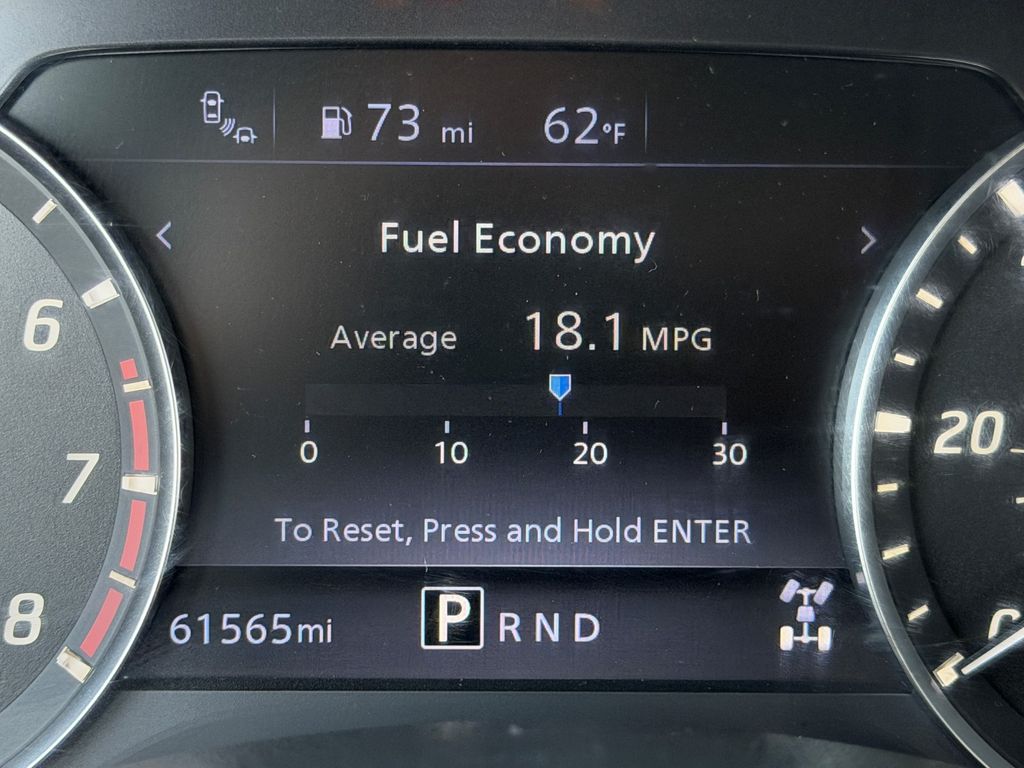 73 mi 62°F
< Fuel Economy >
Average 18.1 MPG
0 10 20 30
To Reset, Press and Hold ENTER
61565mi P R N D
6
7
8
20
0